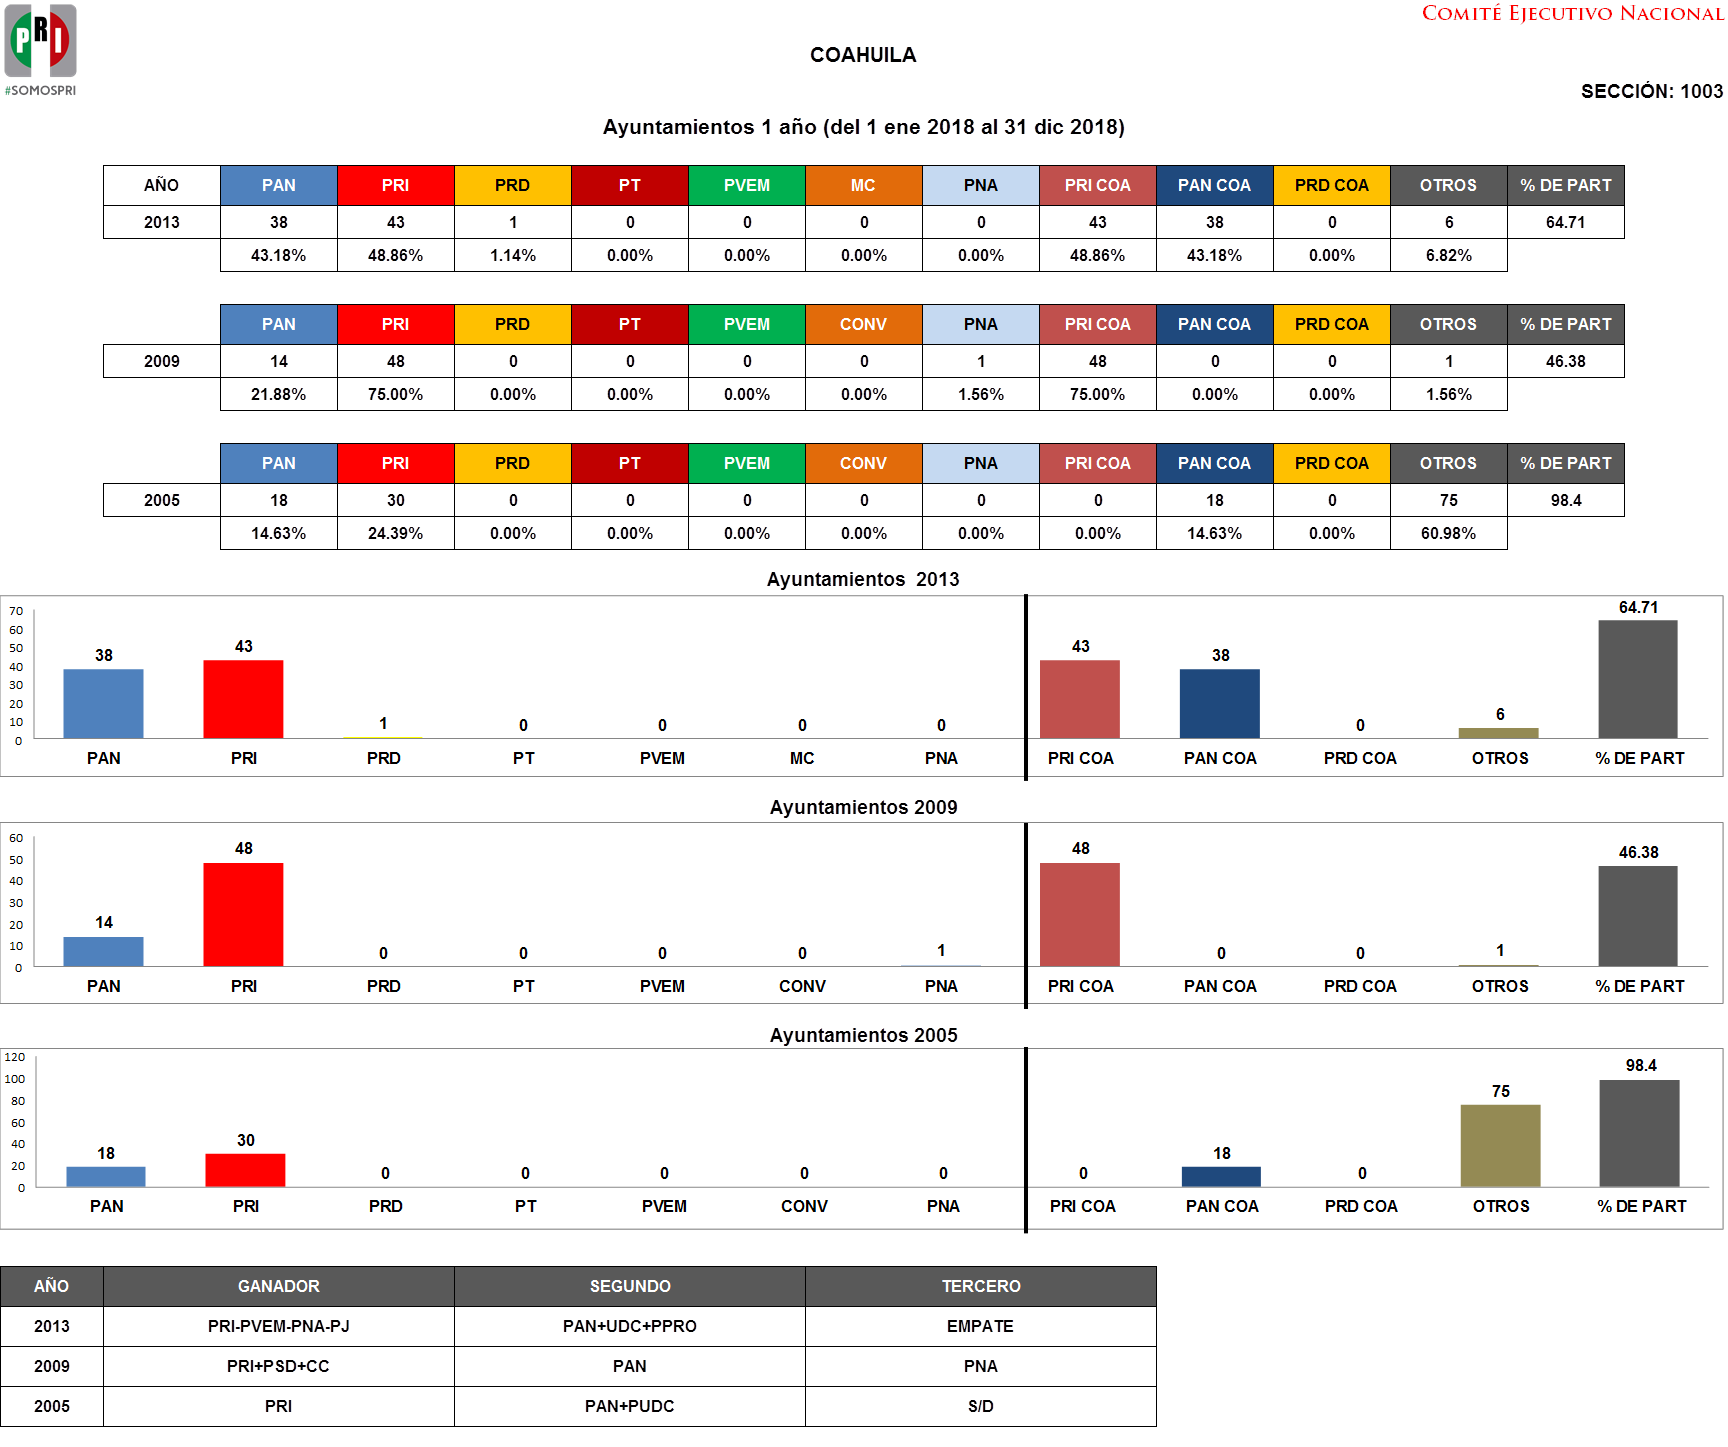 PRI
#SOMOSPRI
COMITÉ EJECUTIVO NACIONAL
COAHUILA
SECCIÓN: 1003
Ayuntamientos 1 año (del 1 ene 2018 al 31 dic 2018)
AÑO PAN PRI PRD PT PVEM MC PNA PRI COA PAN COA PRD COA OTROS % DE PART
2013 38 43 1 0 0 0 0 43 38 0 6 64.71
43.18% 48.86% 1.14% 0.00% 0.00% 0.00% 0.00% 48.86% 43.18% 0.00% 6.82%
PAN PRI PRD PT PVEM CONV PNA PRI COA PAN COA PRD COA OTROS % DE PART
2009 14 48 0 0 0 0 1 48 0 0 1 46.38
21.88% 75.00% 0.00% 0.00% 0.00% 0.00% 1.56% 75.00% 0.00% 0.00% 1.56%
PAN PRI PRD PT PVEM CONV PNA PRI COA PAN COA PRD COA OTROS % DE PART
2005 18 30 0 0 0 0 0 0 18 0 75 98.4
14.63% 24.39% 0.00% 0.00% 0.00% 0.00% 0.00% 0.00% 14.63% 0.00% 60.98%
Ayuntamientos 2013
70
60
50
40
30
20
10
0
38 43 1 0 0 0 0 43 38 0 6 64.71
PAN PRI PRD PT PVEM MC PNA PRI COA PAN COA PRD COA OTROS % DE PART
Ayuntamientos 2009
60
50
40
30
20
10
0
14 48 0 0 0 0 1 48 0 0 1 46.38
PAN PRI PRD PT PVEM CONV PNA PRI COA PAN COA PRD COA OTROS % DE PART
Ayuntamientos 2005
120
100
80
60
40
20
0
18 30 0 0 0 0 0 0 18 0 75 98.4
PAN PRI PRD PT PVEM CONV PNA PRI COA PAN COA PRD COA OTROS % DE PART
AÑO GANADOR SEGUNDO TERCERO
2013 PRI-PVEM-PNA-PJ PAN+UDC+PPRO EMPATE
2009 PRI+PSD+CC PAN PNA
2005 PRI PAN+PUDC S/D